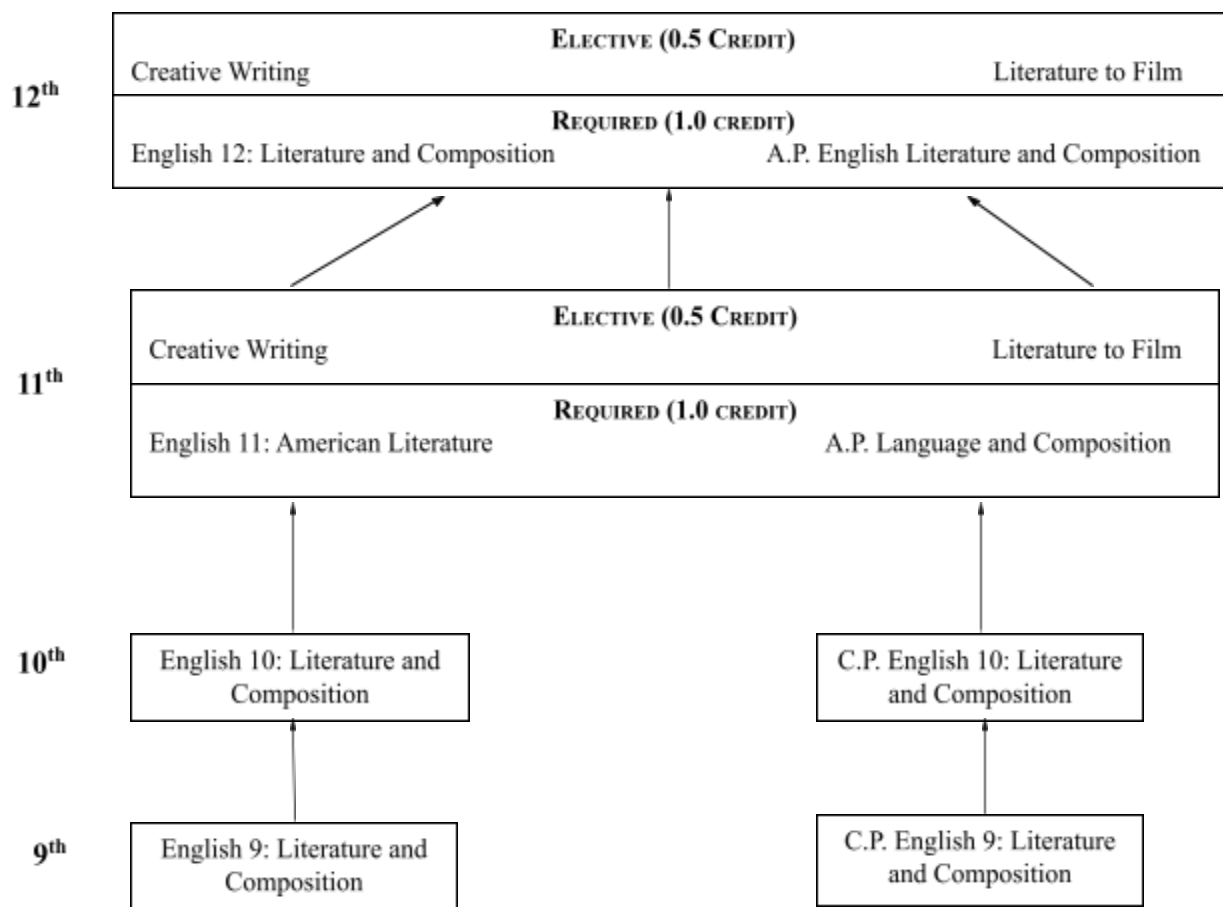 ELECTIVE (0.5 CREDIT)
Creative Writing Literature to Film
12th
REQUIRED (1.0 CREDIT)
English 12: Literature and Composition A.P. English Literature and Composition
ELECTIVE (0.5 CREDIT)
Creative Writing Literature to Film
11th
REQUIRED (1.0 CREDIT)
English 11: American Literature A.P. Language and Composition
10th
English 10: Literature and
Composition
C.P. English 10: Literature
and Composition
9th
English 9: Literature and
Composition
C.P. English 9: Literature
and Composition